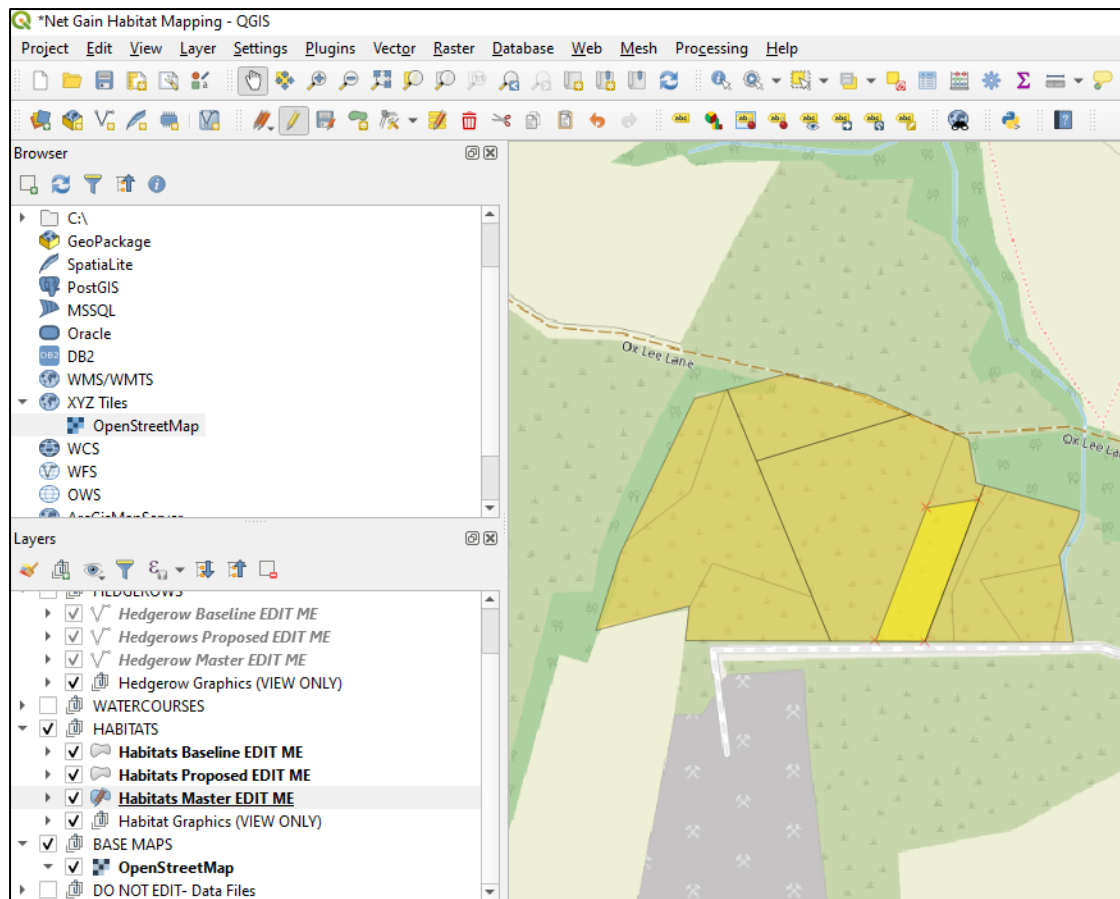 *Net Gain Habitat Mapping - QGIS
Project Edit View Layer Settings Plugins Vector Raster Database Web Mesh Processing Help
Browser
C:\
GeoPackage
SpatiaLite
PostGIS
MSSQL
Oracle
DB2 DB2
WMS/WMTS
XYZ Tiles
OpenStreetMap
WCS
WFS
OWS
ArcGisMapServer
Layers
HEDGEROWS
Hedgerow Baseline EDIT ME
Hedgerows Proposed EDIT ME
Hedgerow Master EDIT ME
Hedgerow Graphics (VIEW ONLY)
WATERCOURSES
HABITATS
Habitats Baseline EDIT ME
Habitats Proposed EDIT ME
Habitats Master EDIT ME
Habitat Graphics (VIEW ONLY)
BASE MAPS
OpenStreetMap
DO NOT EDIT- Data Files
Ox Lee Lane
Ox Lee La